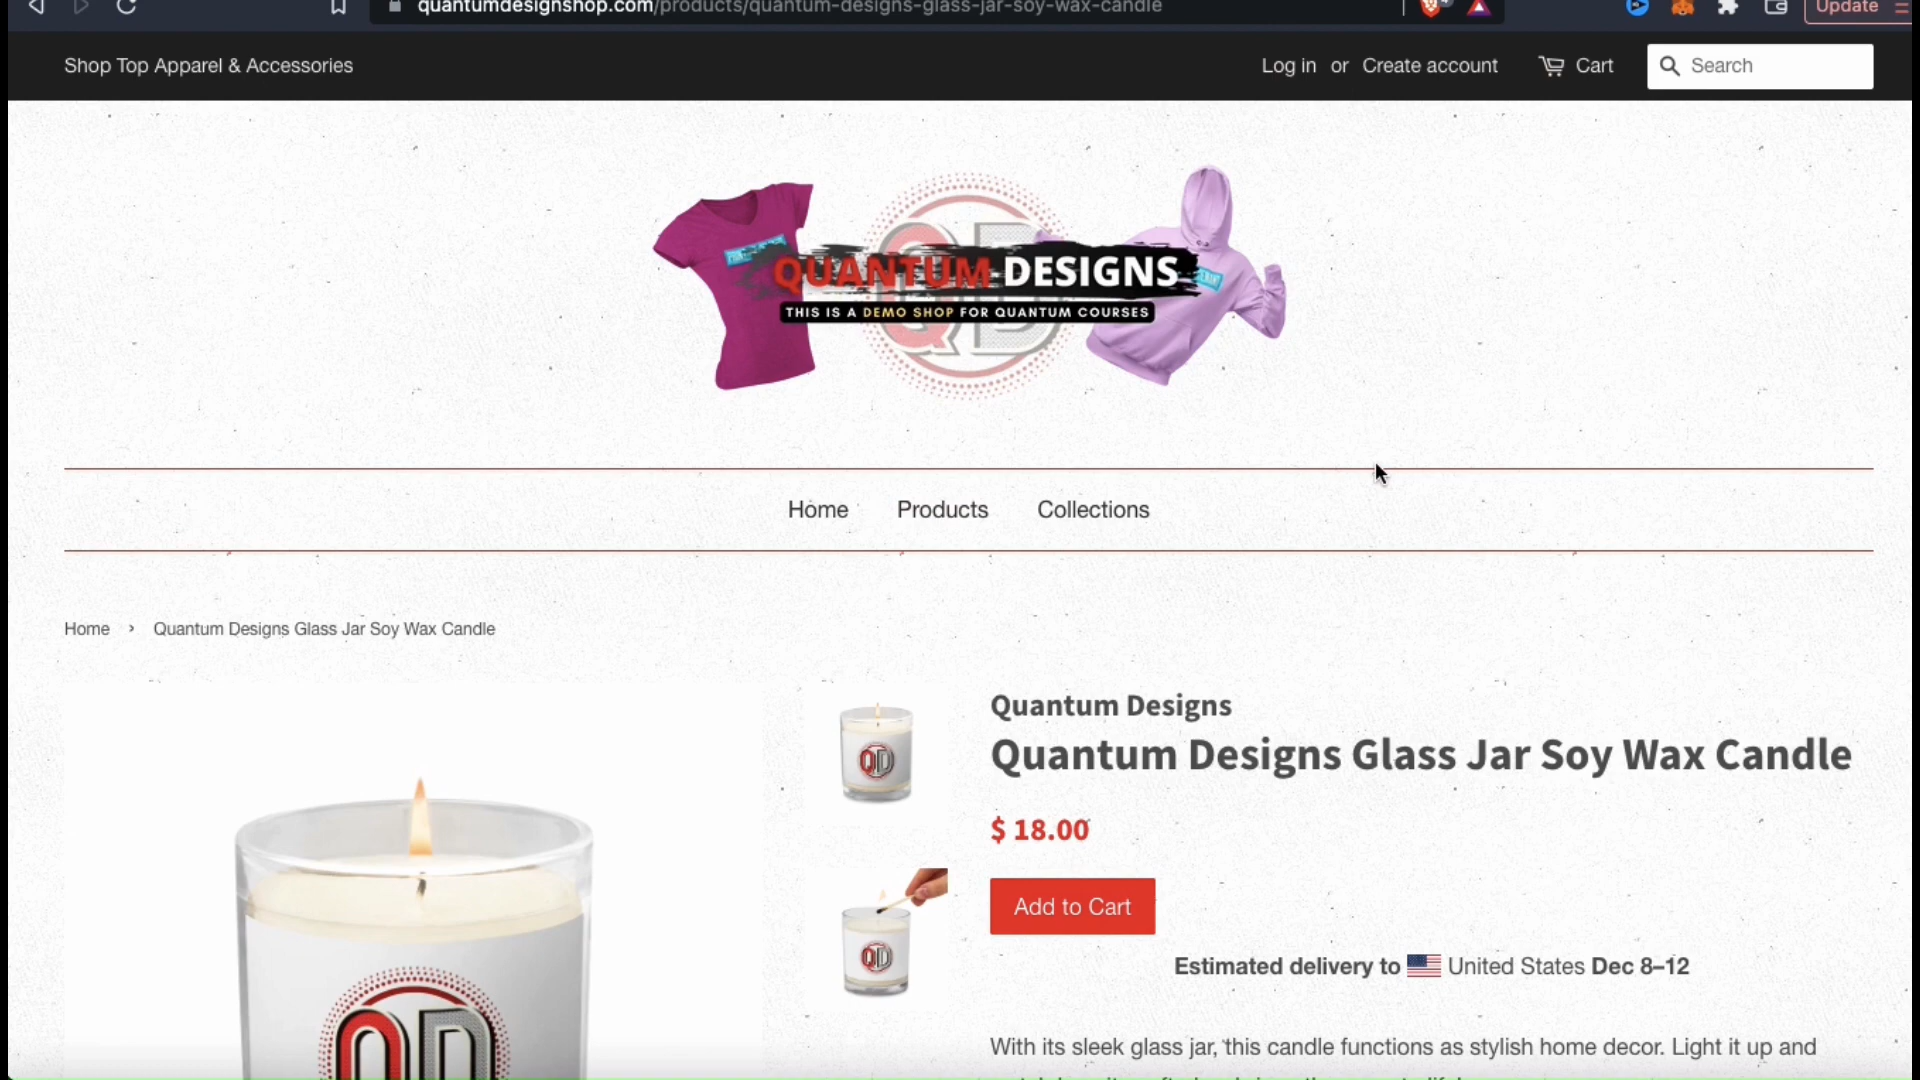 quantumdesignshop.com/products/quantum-designs-glass-jar-soy-wax-candle
Update
Shop Top Apparel & Accessories
Log in or Create account
Cart
Search
QD
QUANTUM DESIGNS
THIS IS A DEMO SHOP FOR QUANTUM COURSES
Home Products Collections
Home › Quantum Designs Glass Jar Soy Wax Candle
Quantum Designs
Quantum Designs Glass Jar Soy Wax Candle
$ 18.00
Add to Cart
Estimated delivery to United States Dec 8–12
With its sleek glass jar, this candle functions as stylish home decor. Light it up and
QD
QD
QD